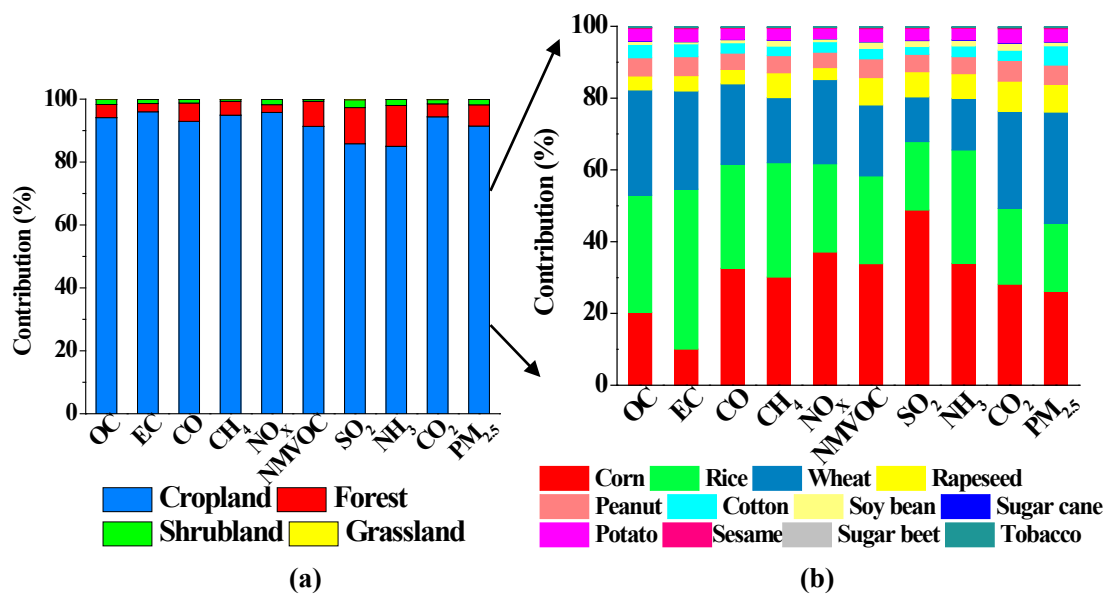 Contribution (%)
100
80
60
40
20
0
OC EC CO CH₄ NOₓ NMVOC SO₂ NH₃ CO₂ PM₂.₅
Cropland Forest
Shrubland Grassland
(a)
Contribution (%)
100
80
60
40
20
0
OC EC CO CH₄ NOₓ NMVOC SO₂ NH₃ CO₂ PM₂.₅
Corn Rice Wheat Rapeseed
Peanut Cotton Soy bean Sugar cane
Potato Sesame Sugar beet Tobacco
(b)